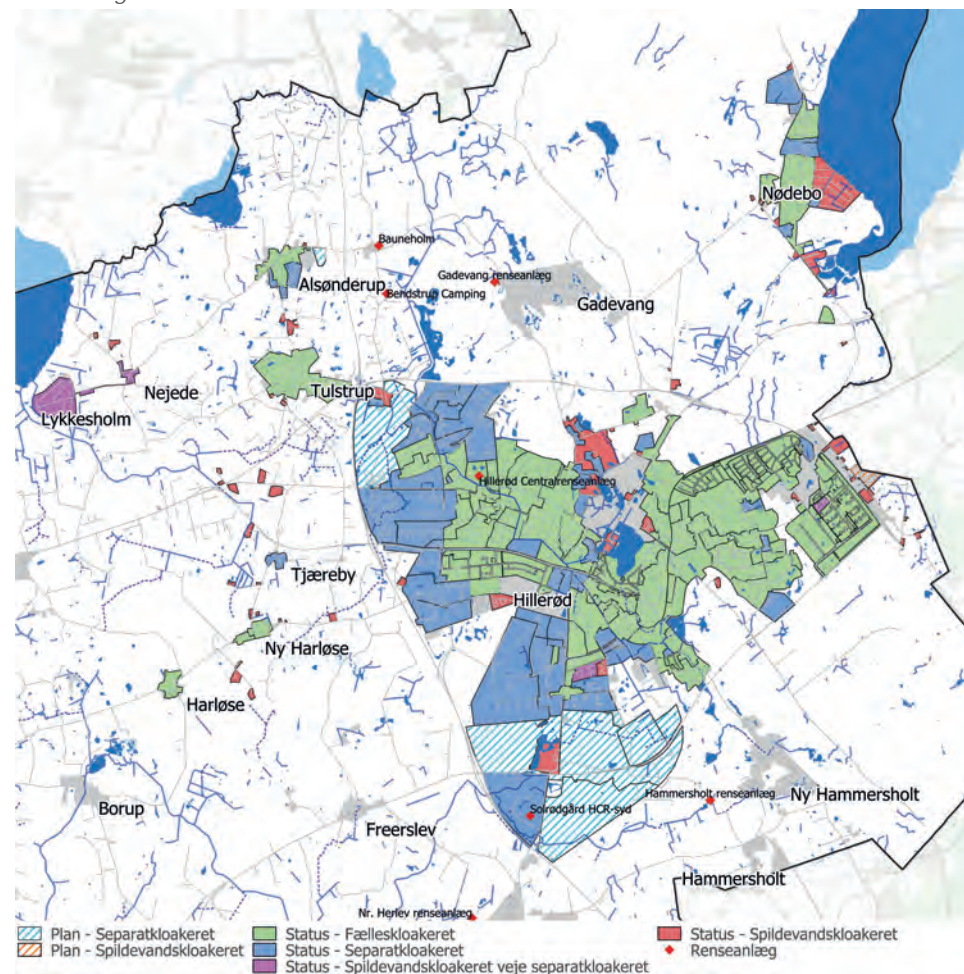 Nødebo
Bauneholm
Alsønderup
Gadevang renseanlæg
Bendstrup Camping
Gadevang
Nejede
Tulstrup
Lykkesholm
Hillerød Centralrenseanlæg
Tjæreby
Hillerød
Ny Harløse
Harløse
Hammersholt renseanlæg
Ny Hammersholt
Borup
Solrødgård HCR-syd
Freerslev
Hammersholt
Nr. Herlev renseanlæg
Plan - Separatkloakeret
Plan - Spildevandskloakeret
Status - Fælleskloakeret
Status - Separatkloakeret
Status - Spildevandskloakeret veje separatkloakeret
Status - Spildevandskloakeret
Renseanlæg